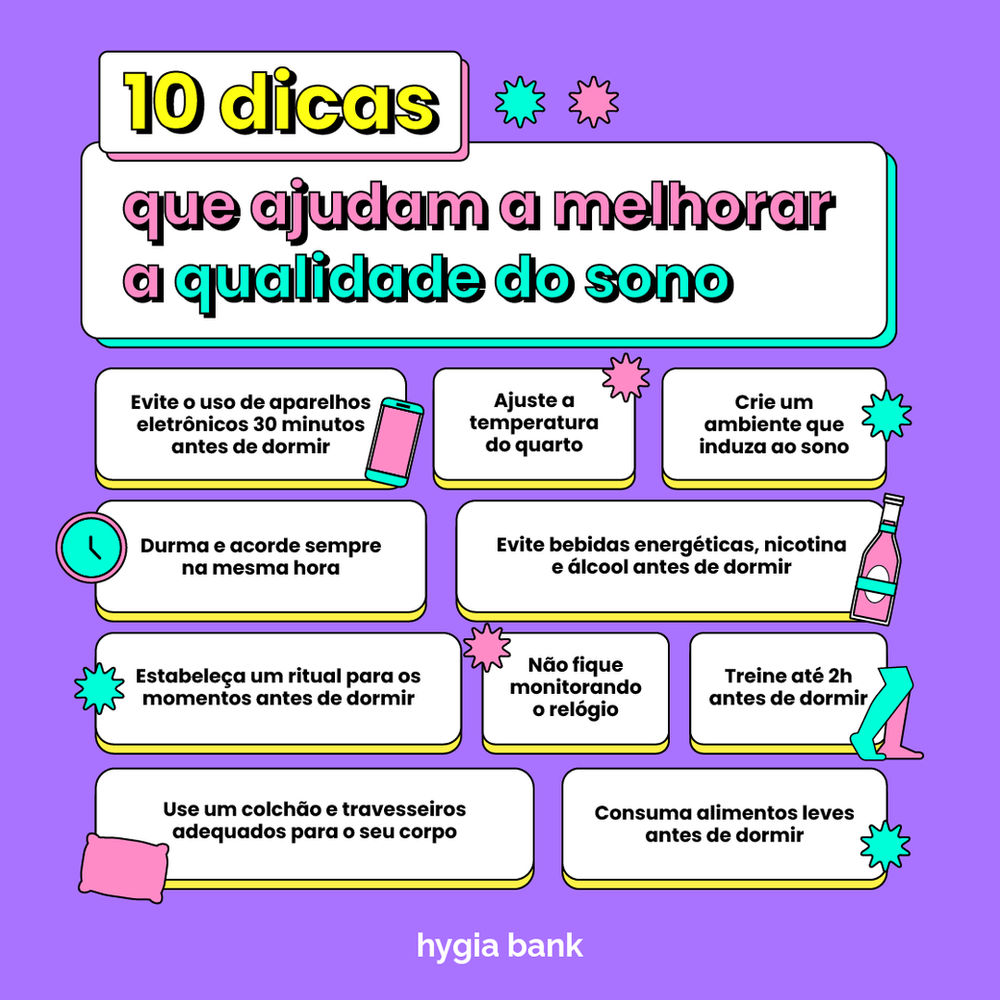 10 dicas
que ajudam a melhorar
a qualidade do sono
Evite o uso de aparelhos
eletrônicos 30 minutos
antes de dormir
Ajuste a
temperatura
do quarto
Crie um
ambiente que
induza ao sono
Durma e acorde sempre
na mesma hora
Evite bebidas energéticas, nicotina
e álcool antes de dormir
Estabeleça um ritual para os
momentos antes de dormir
Não fique
monitorando
o relógio
Treine até 2h
antes de dormir
Use um colchão e travesseiros
adequados para o seu corpo
Consuma alimentos leves
antes de dormir
hygia bank